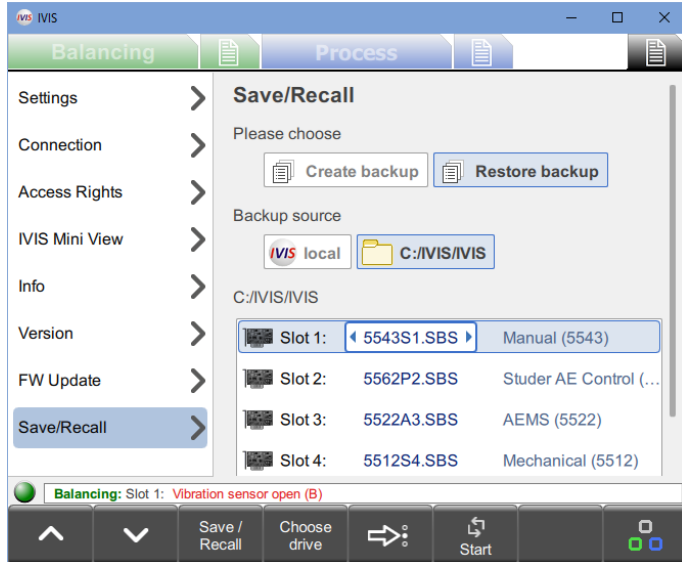 IVIS IVIS
Balancing Process
Settings
Connection
Access Rights
IVIS Mini View
Info
Version
FW Update
Save/Recall
Save/Recall
Please choose
Create backup Restore backup
Backup source
IVIS local C:/IVIS/IVIS
C:/IVIS/IVIS
Slot 1: 5543S1.SBS Manual (5543)
Slot 2: 5562P2.SBS Studer AE Control (...
Slot 3: 5522A3.SBS AEMS (5522)
Slot 4: 5512S4.SBS Mechanical (5512)
Balancing: Slot 1: Vibration sensor open (B)
Save / Recall
Choose drive
Start